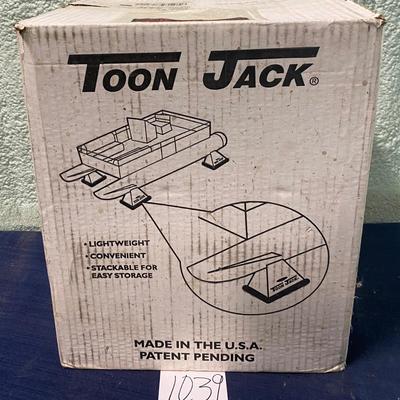 TOON JACK®
• LIGHTWEIGHT
• CONVENIENT
• STACKABLE FOR
EASY STORAGE
TOON JACK
MADE IN THE U.S.A.
PATENT PENDING
1039